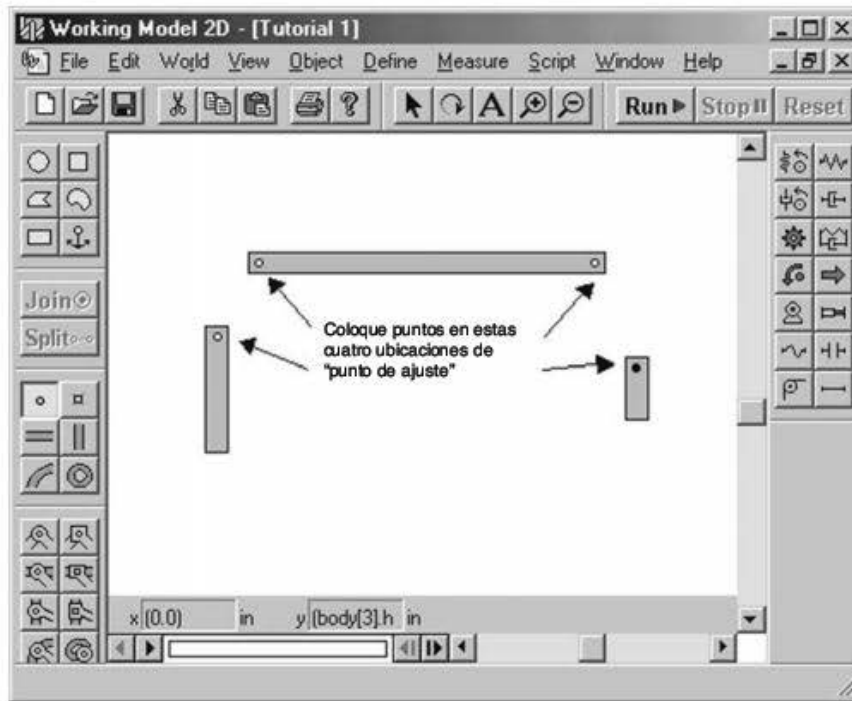 Working Model 2D - [Tutorial 1]
File Edit World View Object Define Measure Script Window Help
A Run Stop Reset
Join
Split
Coloque puntos en estas
cuatro ubicaciones de
"punto de ajuste"
x (0.0) in y (body[3].h in